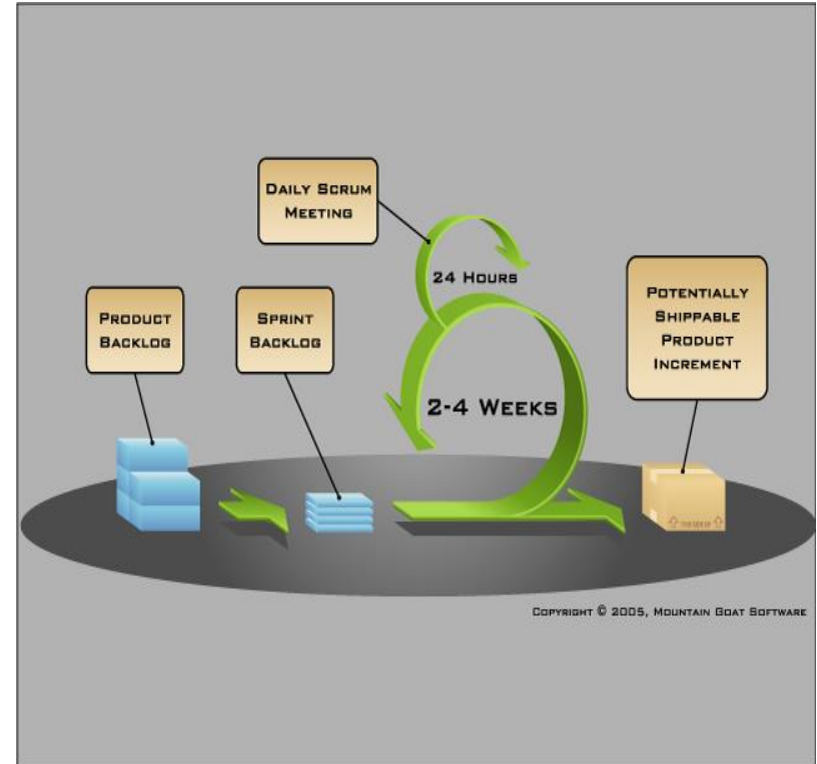 DAILY SCRUM
MEETING
24 HOURS
PRODUCT
BACKLOG
SPRINT
BACKLOG
POTENTIALLY
SHIPPABLE
PRODUCT
INCREMENT
2-4 WEEKS
COPYRIGHT © 2005, MOUNTAIN GOAT SOFTWARE